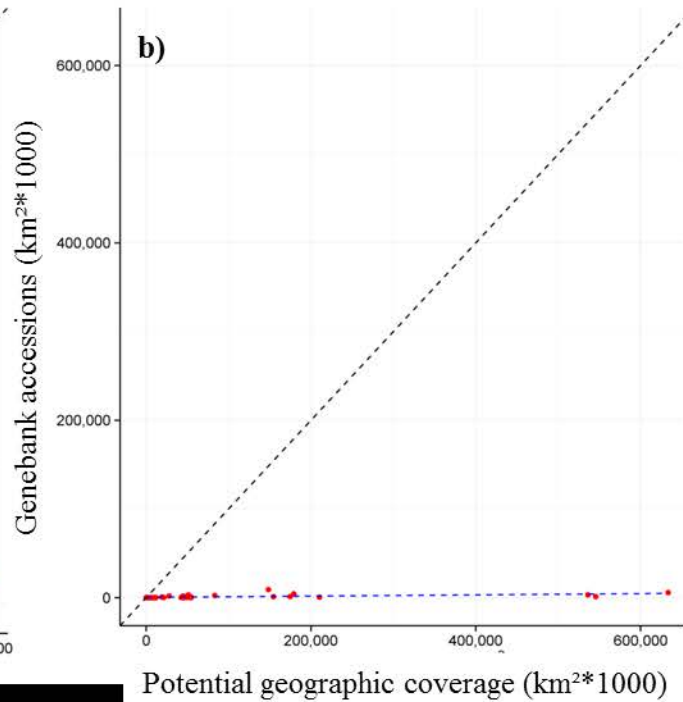 b)
600,000
400,000
200,000
0
Genebank accessions (km²*1000)
0 200,000 400,000 600,000
00
Potential geographic coverage (km²*1000)